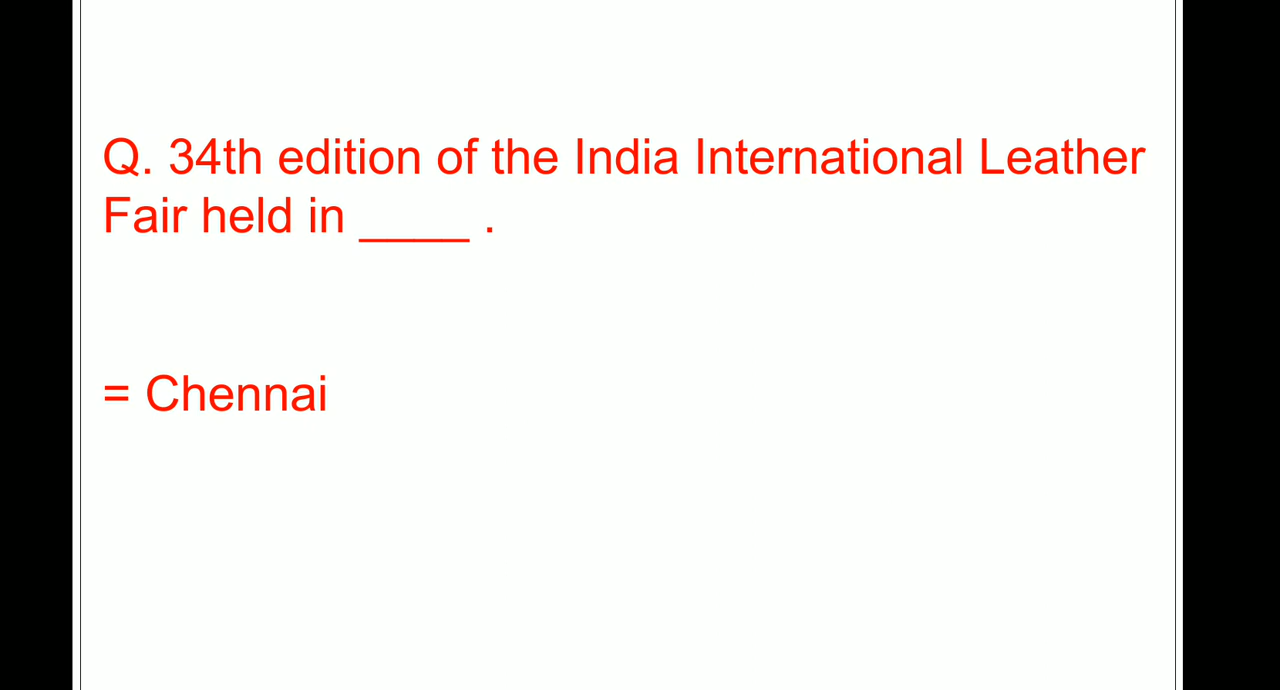 Q. 34th edition of the India International Leather
Fair held in ____ .
= Chennai